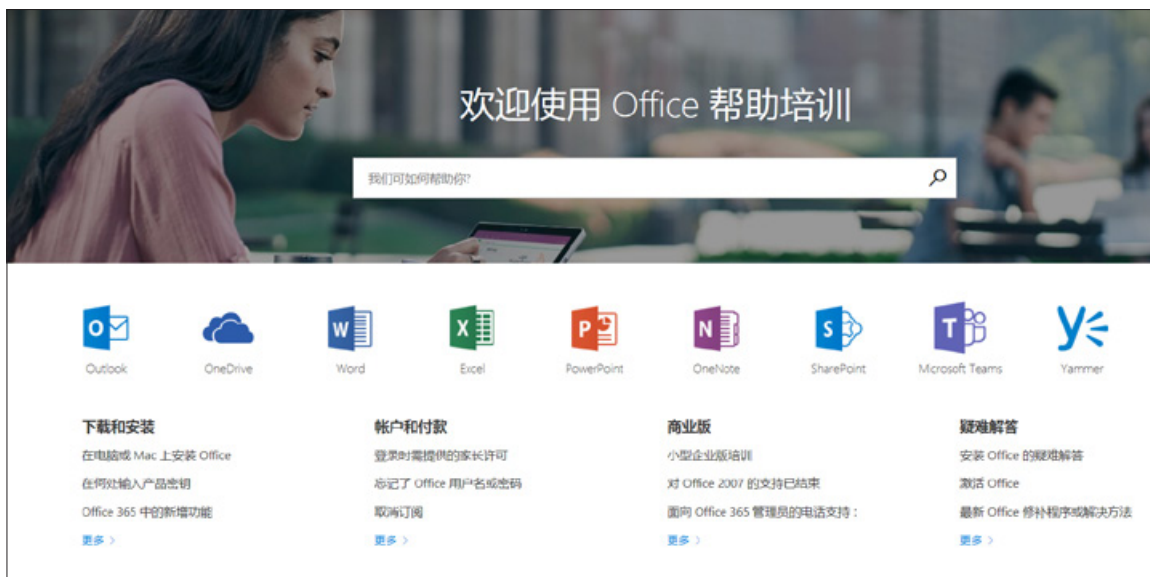 欢迎使用 Office 帮助培训
我们可如何帮助你?
Outlook
OneDrive
Word
Excel
PowerPoint
OneNote
SharePoint
Microsoft Teams
Yammer
下载和安装
在电脑或 Mac 上安装 Office
在何处输入产品密钥
Office 365 中的新增功能
更多 >
帐户和付款
登录时需提供的家长许可
忘记了 Office 用户名或密码
取消订阅
更多 >
商业版
小型企业版培训
对 Office 2007 的支持已结束
面向 Office 365 管理员的电话支持：
更多 >
疑难解答
安装 Office 的疑难解答
激活 Office
最新 Office 修补程序或解决方法
更多 >